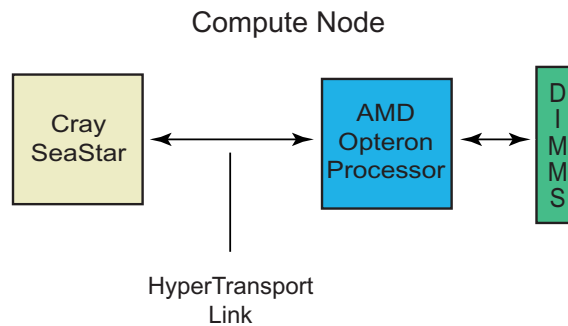 Compute Node
Cray
SeaStar
AMD
Opteron
Processor
D
I
M
M
S
HyperTransport
Link